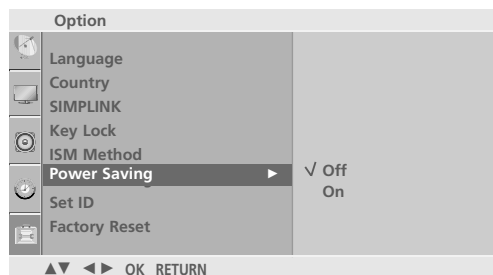 Option
Language
Country
SIMPLINK
Key Lock
ISM Method
Power Saving ►
√ Off
On
Set ID
Factory Reset
▲▼ ◄► OK RETURN